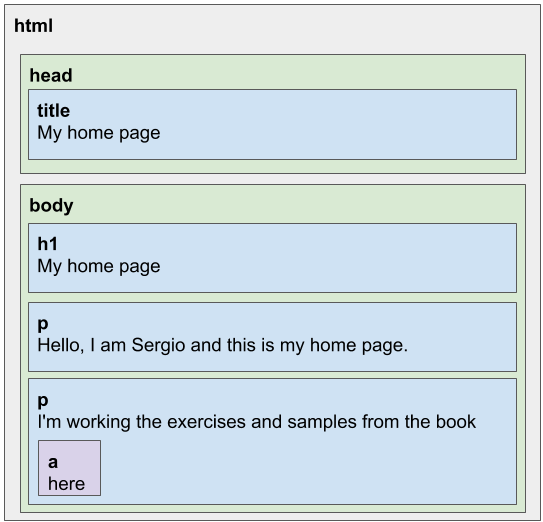 html
head
title
My home page
body
h1
My home page
p
Hello, I am Sergio and this is my home page.
p
I'm working the exercises and samples from the book
a
here